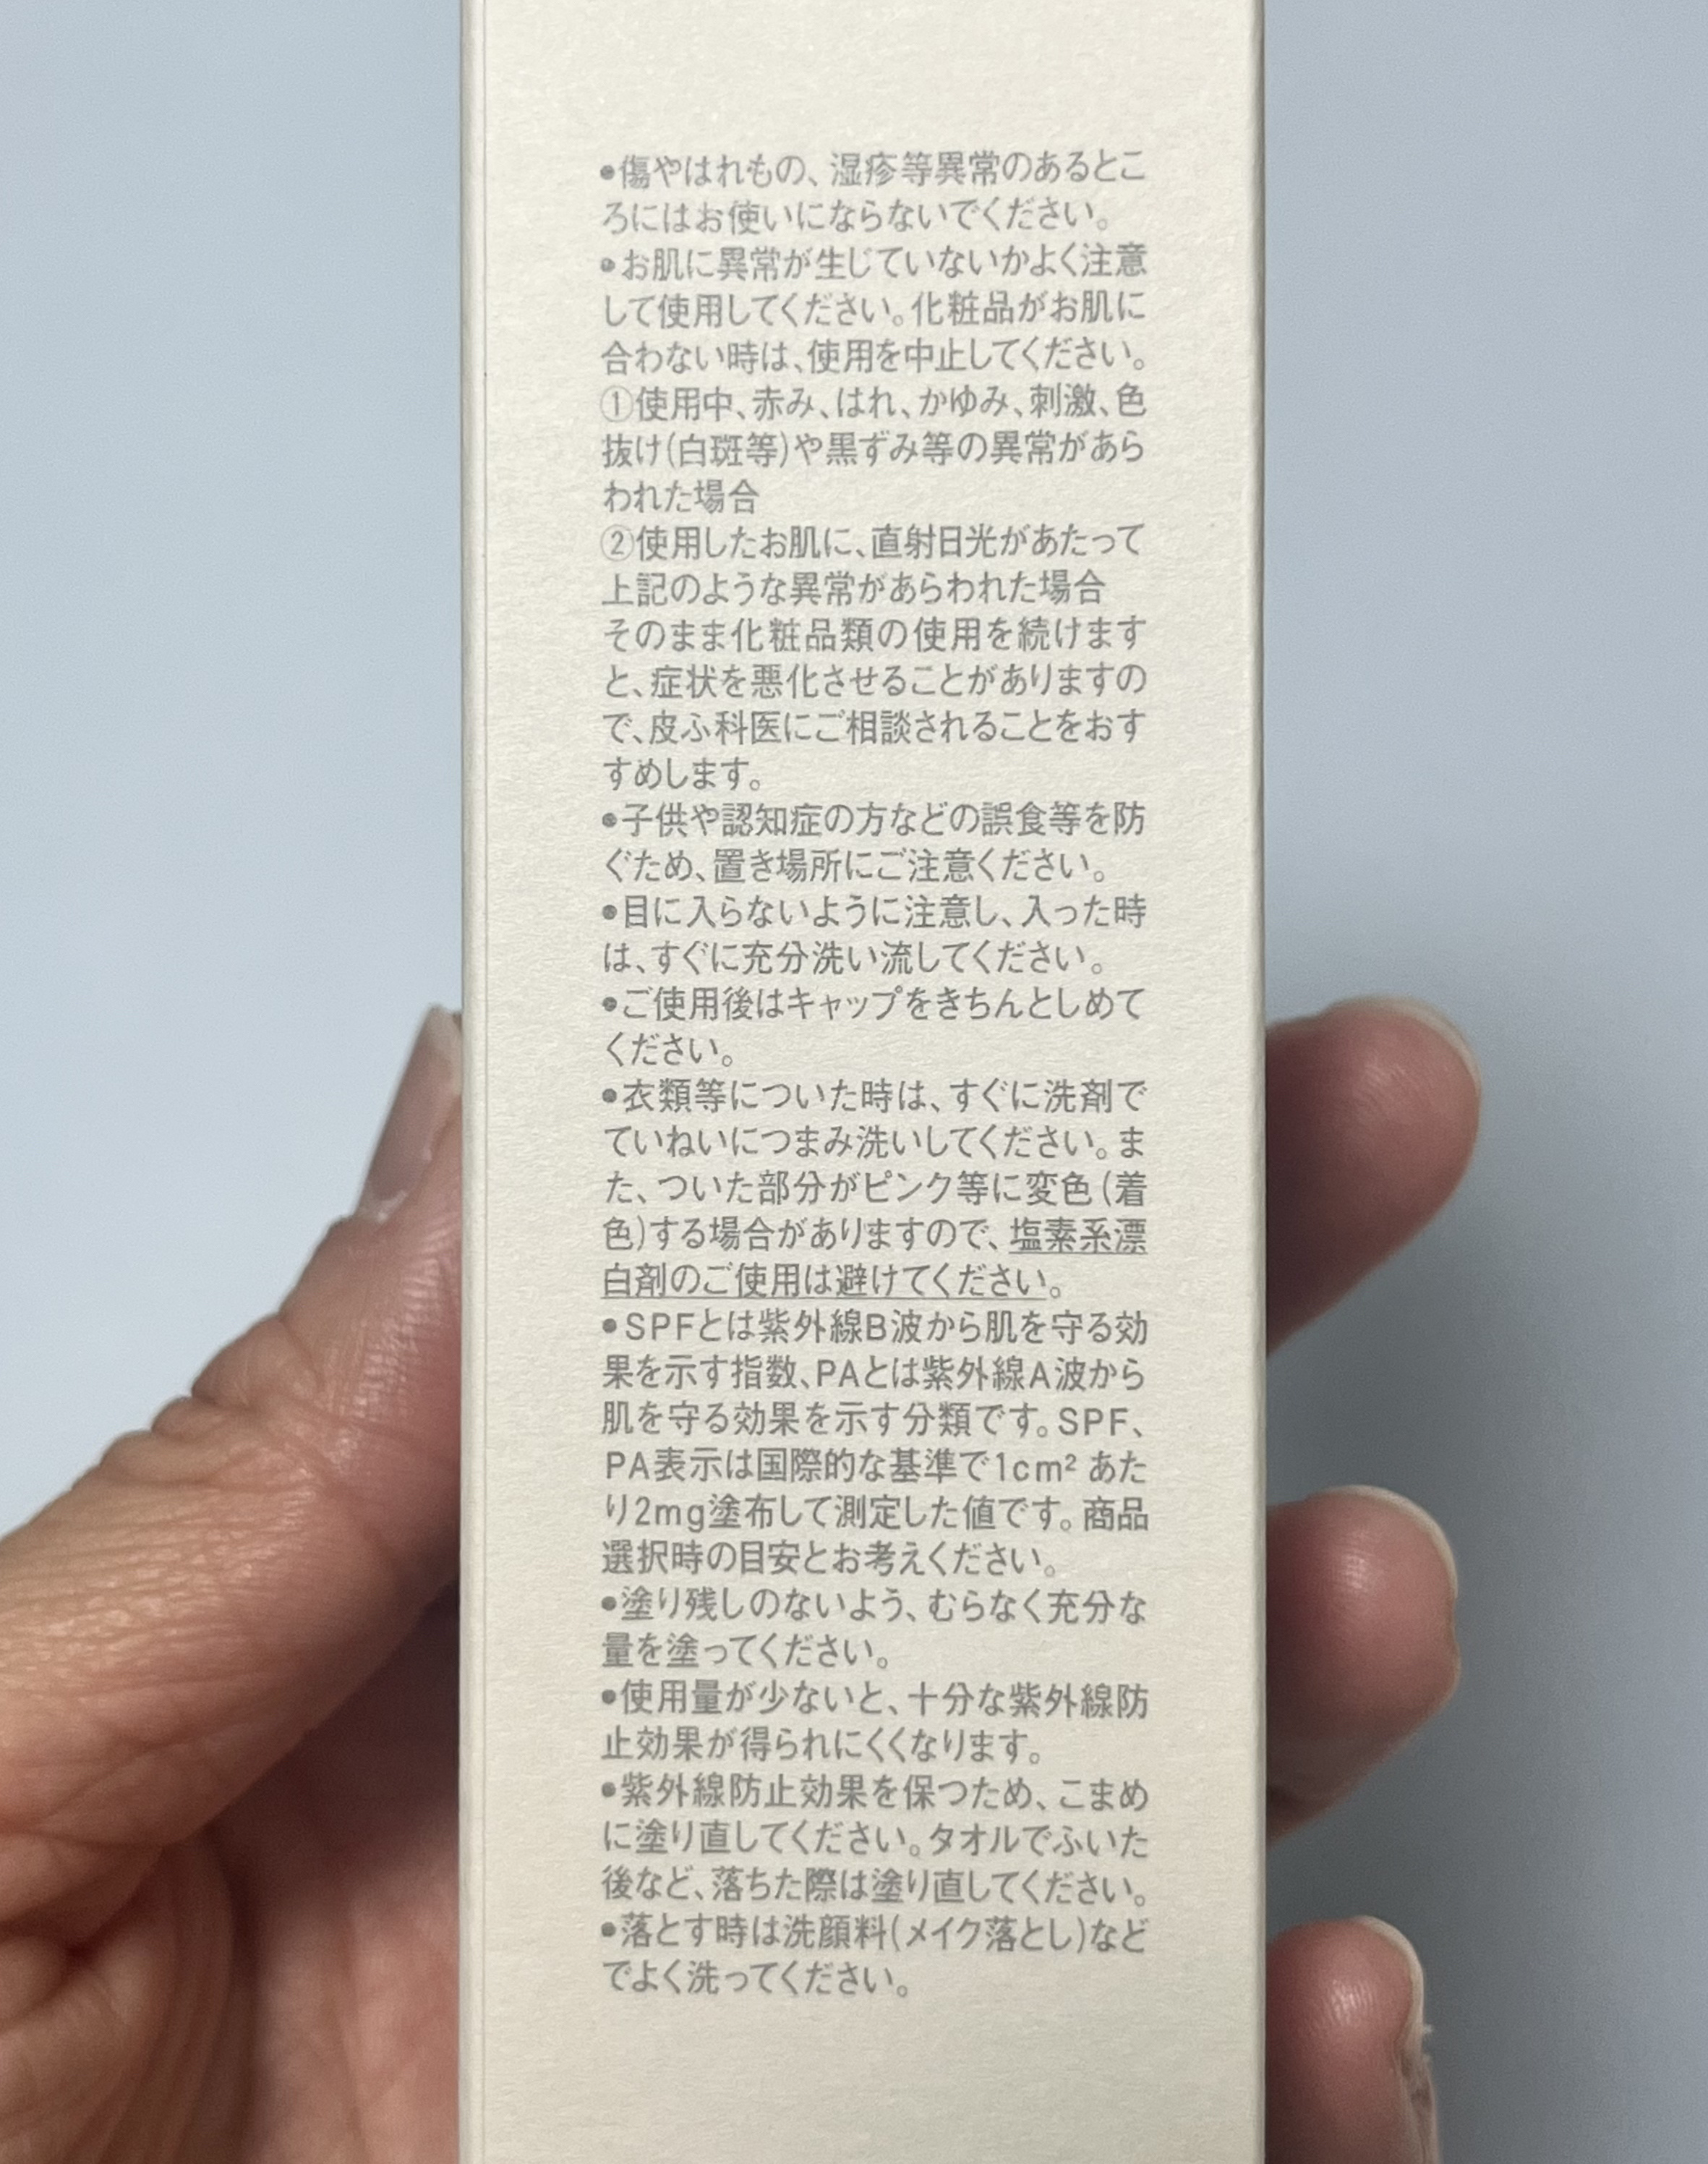 ●傷やはれもの、湿疹等異常のあるとこ
ろにはお使いにならないでください。
●お肌に異常が生じていないかよく注意
して使用してください。化粧品がお肌に
合わない時は、使用を中止してください。
①使用中、赤み、はれ、かゆみ、刺激、色
抜け(白斑等)や黒ずみ等の異常があら
われた場合
②使用したお肌に、直射日光があたって
上記のような異常があらわれた場合
そのまま化粧品類の使用を続けます
と、症状を悪化させることがありますの
で、皮ふ科医にご相談されることをおす
すめします。
●子供や認知症の方などの誤食等を防
ぐため、置き場所にご注意ください。
●目に入らないように注意し、入った時
は、すぐに充分洗い流してください。
●ご使用後はキャップをきちんとしめて
ください。
●衣類等についた時は、すぐに洗剤で
ていねいにつまみ洗いしてください。ま
た、ついた部分がピンク等に変色(着
色)する場合がありますので、塩素系漂
白剤のご使用は避けてください。
●SPFとは紫外線B波から肌を守る効
果を示す指数、PAとは紫外線A波から
肌を守る効果を示す分類です。SPF、
PA表示は国際的な基準で1cm² あた
り2mg塗布して測定した値です。商品
選択時の目安とお考えください。
●塗り残しのないよう、むらなく充分な
量を塗ってください。
●使用量が少ないと、十分な紫外線防
止効果が得られにくくなります。
●紫外線防止効果を保つため、こまめ
に塗り直してください。タオルでふいた
後など、落ちた際は塗り直してください。
●落とす時は洗顔料(メイク落とし)など
でよく洗ってください。